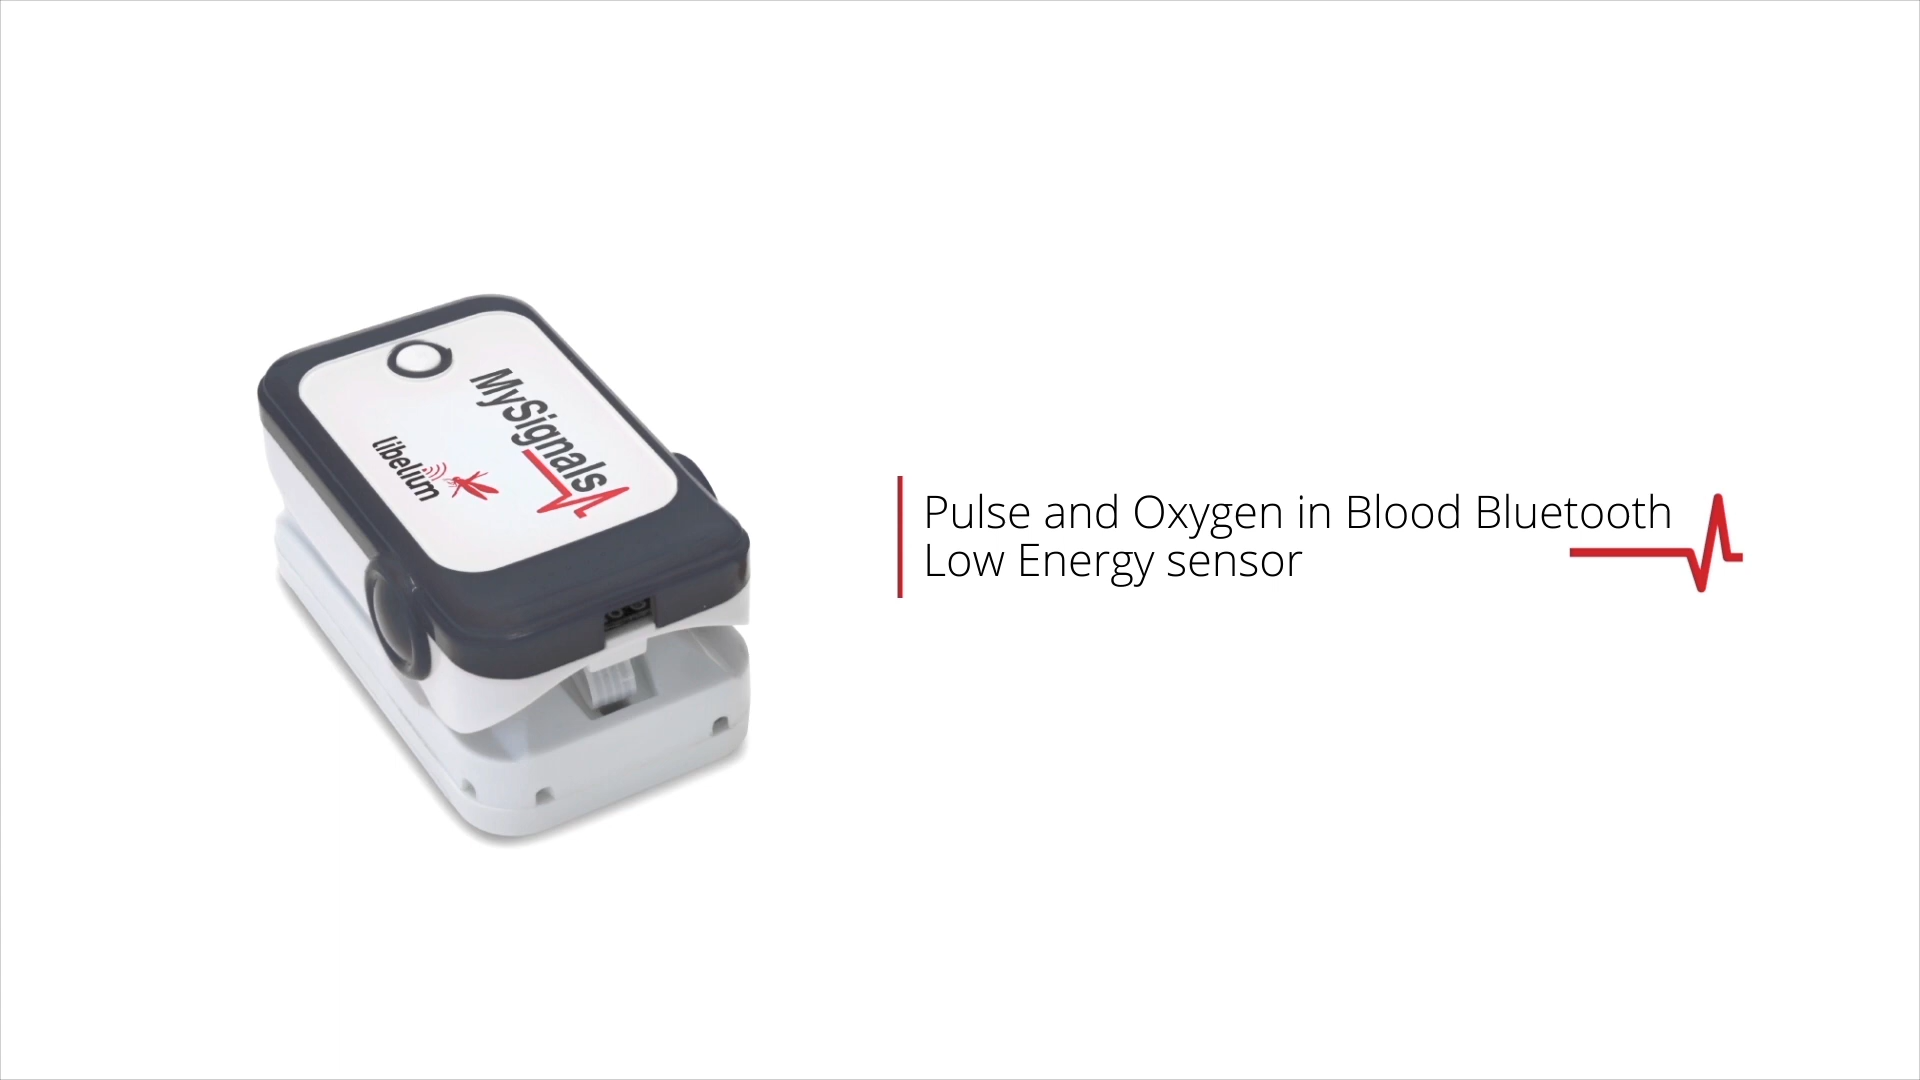 MySignals
libelium
Pulse and Oxygen in Blood Bluetooth
Low Energy sensor